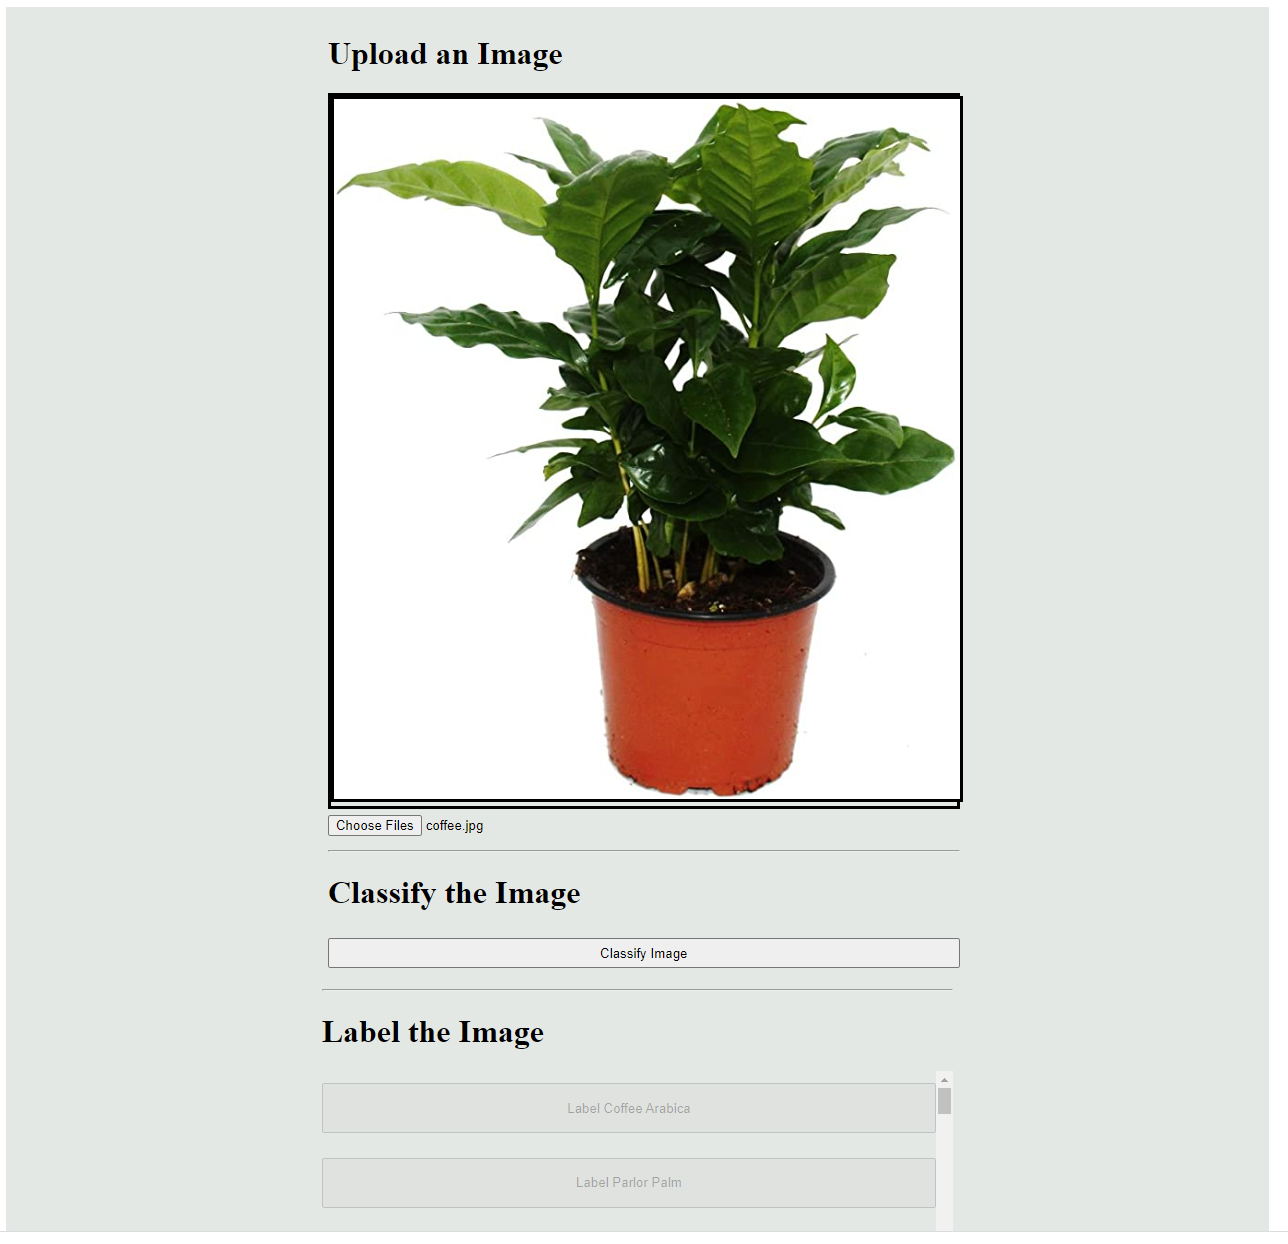 Upload an Image
Choose Files coffee.jpg
Classify the Image
Classify Image
Label the Image
Label Coffee Arabica
Label Parlor Palm